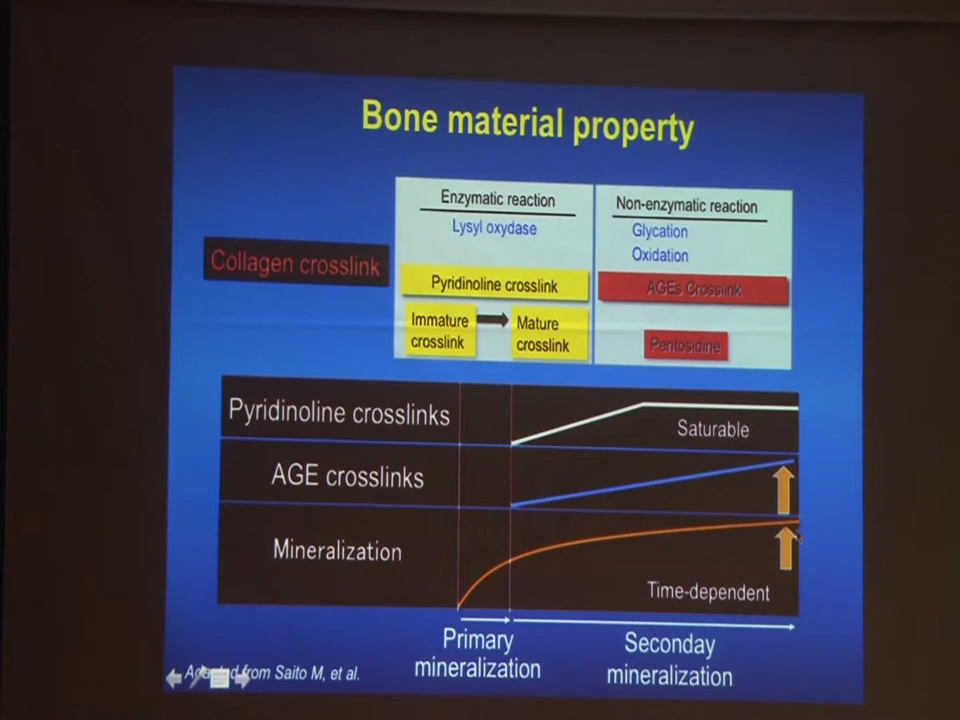 Bone material property
Enzymatic reaction
Lysyl oxydase
Non-enzymatic reaction
Glycation
Oxidation
Collagen crosslink
Pyridinoline crosslink
AGEs Crosslink
Immature
crosslink
Mature
crosslink
Pentosidine
Pyridinoline crosslinks
Saturable
AGE crosslinks
Mineralization
Time-dependent
Primary
mineralization
Seconday
mineralization
Adapted from Saito M, et al.